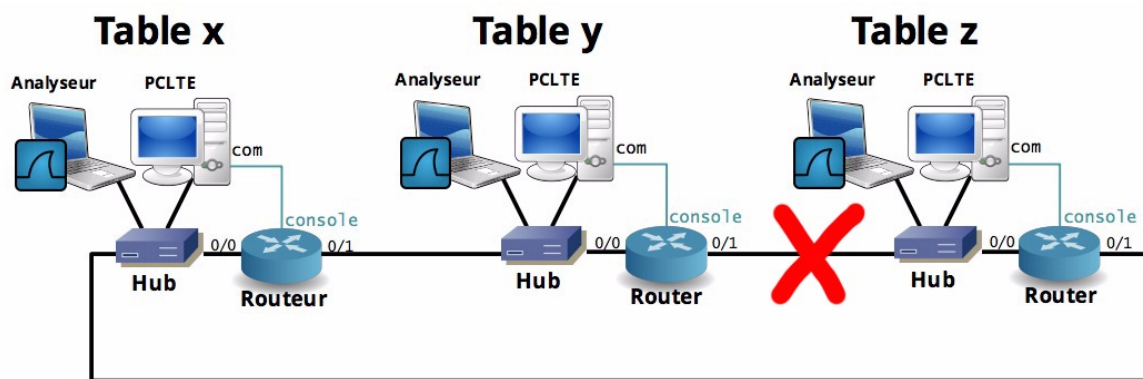 Table x
Table y
Table z
Analyseur PCLTE
Analyseur PCLTE
Analyseur PCLTE
com
com
com
console
console
console
0/0 0/1
0/0 0/1
0/0 0/1
Hub
Routeur
Hub
Router
Hub
Router